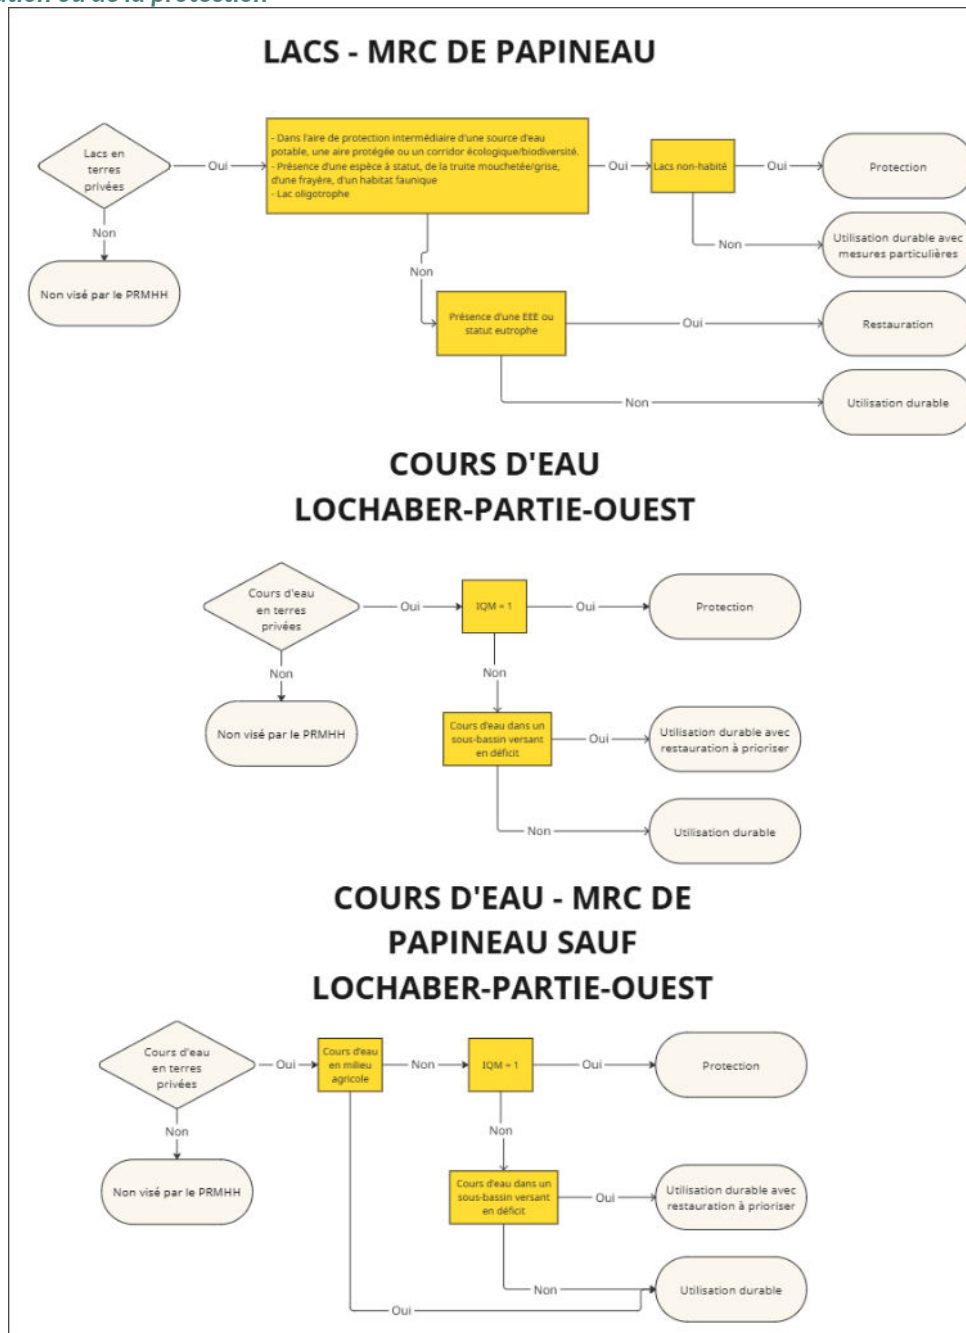 LACS - MRC DE PAPINEAU
Lacs en
terres
privées
Oui
- Dans l'aire de protection intermédiaire d'une source d'eau
potable, une aire protégée ou un corridor écologique/biodiversité.
- Présence d'une espèce à statut, de la truite mouchetée/grise,
d'une frayère, d'un habitat faunique
- Lac oligotrophe
Oui
Lacs non-habité
Oui
Protection
Non
Non visé par le PRMHH
Non
Utilisation durable avec
mesures particulières
Non
Présence d'une EEE ou
statut eutrophe
Oui
Restauration
Non
Utilisation durable
COURS D'EAU
LOCHABER-PARTIE-OUEST
Cours d'eau
en terres
privées
Oui
IQM = 1
Oui
Protection
Non
Non visé par le PRMHH
Non
Cours d'eau dans un
sous-bassin versant
en déficit
Oui
Utilisation durable avec
restauration à prioriser
Non
Utilisation durable
COURS D'EAU - MRC DE
PAPINEAU SAUF
LOCHABER-PARTIE-OUEST
Cours d'eau
en terres
privées
Oui
Cours d'eau
en milieu
agricole
Non
IQM = 1
Oui
Protection
Non
Non visé par le PRMHH
Non
Cours d'eau dans un
sous-bassin versant
en déficit
Oui
Utilisation durable avec
restauration à prioriser
Non
Utilisation durable
Oui